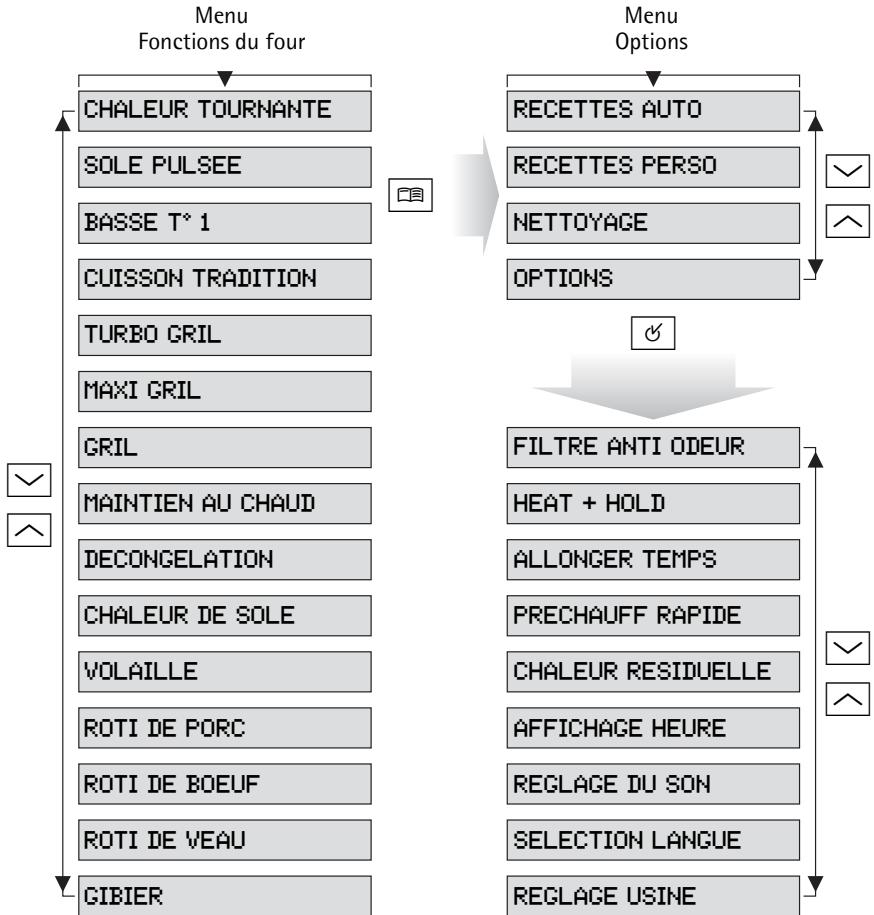 Menu
Fonctions du four
CHALEUR TOURNANTE
SOLE PULSEE
BASSE T° 1
CUISSON TRADITION
TURBO GRIL
MAXI GRIL
GRIL
MAINTIEN AU CHAUD
DECONGELATION
CHALEUR DE SOLE
VOLAILLE
ROTI DE PORC
ROTI DE BOEUF
ROTI DE VEAU
GIBIER
Menu
Options
RECETTES AUTO
RECETTES PERSO
NETTOYAGE
OPTIONS
FILTRE ANTI ODEUR
HEAT + HOLD
ALLONGER TEMPS
PRECHAUFF RAPIDE
CHALEUR RESIDUELLE
AFFICHAGE HEURE
REGLAGE DU SON
SELECTION LANGUE
REGLAGE USINE